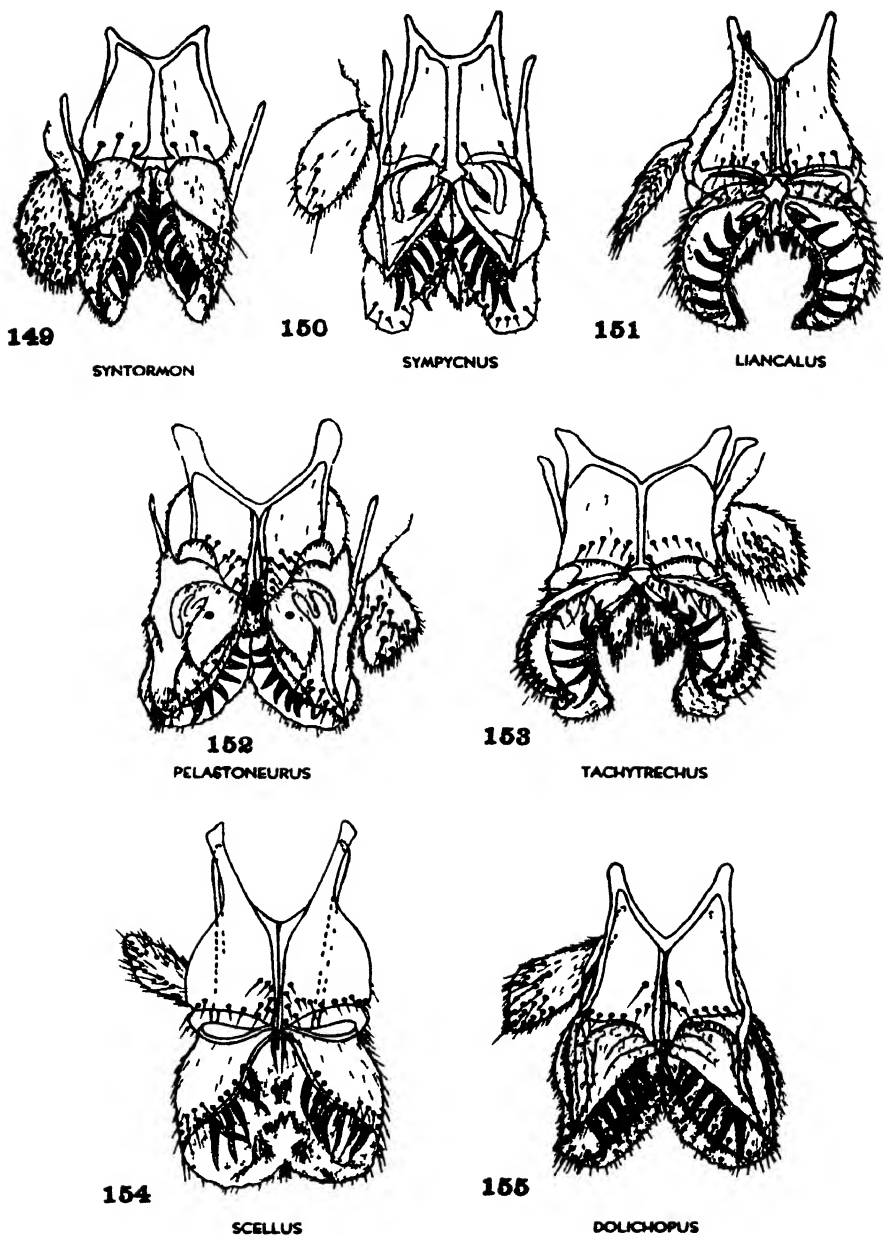 149
SYNTORMON
150
SYMPYCNUS
151
LIANCALUS
152
PELASTONEURUS
153
TACHYTRECHUS
154
SCELLUS
155
DOLICHOPUS